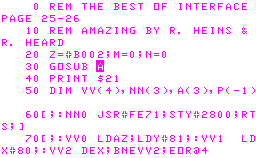 0 REM THE BEST OF INTERFACE
PAGE 25-26
10 REM AMAZING BY R. HEINS &
R. HEARD
20 Z=#B002;M=0;N=0
30 GOSUB A
40 PRINT $21
50 DIM VV(4),NN(3),A(3),P(-1)
60[;:NN0 JSR#FE71;STY#2800;RT
S;]
70[;:VV0 LDAZ;LDY#81;:VV1 LD
X#80;:VV2 DEX;BNEVV2;EOR@4